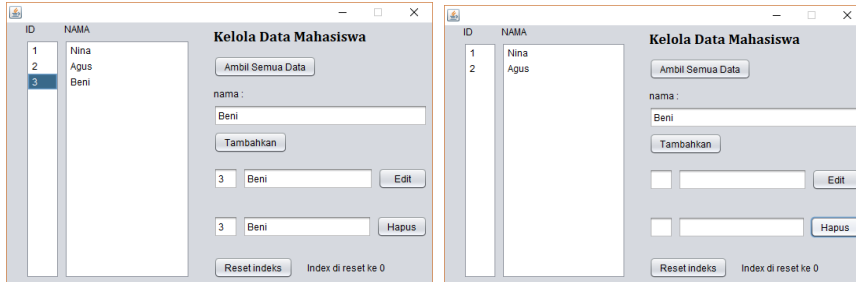 ID NAMA
Kelola Data Mahasiswa
1 Nina
2 Agus
3 Beni
Ambil Semua Data
nama :
Beni
Tambahkan
3 Beni Edit
3 Beni Hapus
Reset indeks Index di reset ke 0
ID NAMA
Kelola Data Mahasiswa
1 Nina
2 Agus
Ambil Semua Data
nama :
Beni
Tambahkan
Edit
Hapus
Reset indeks Index di reset ke 0